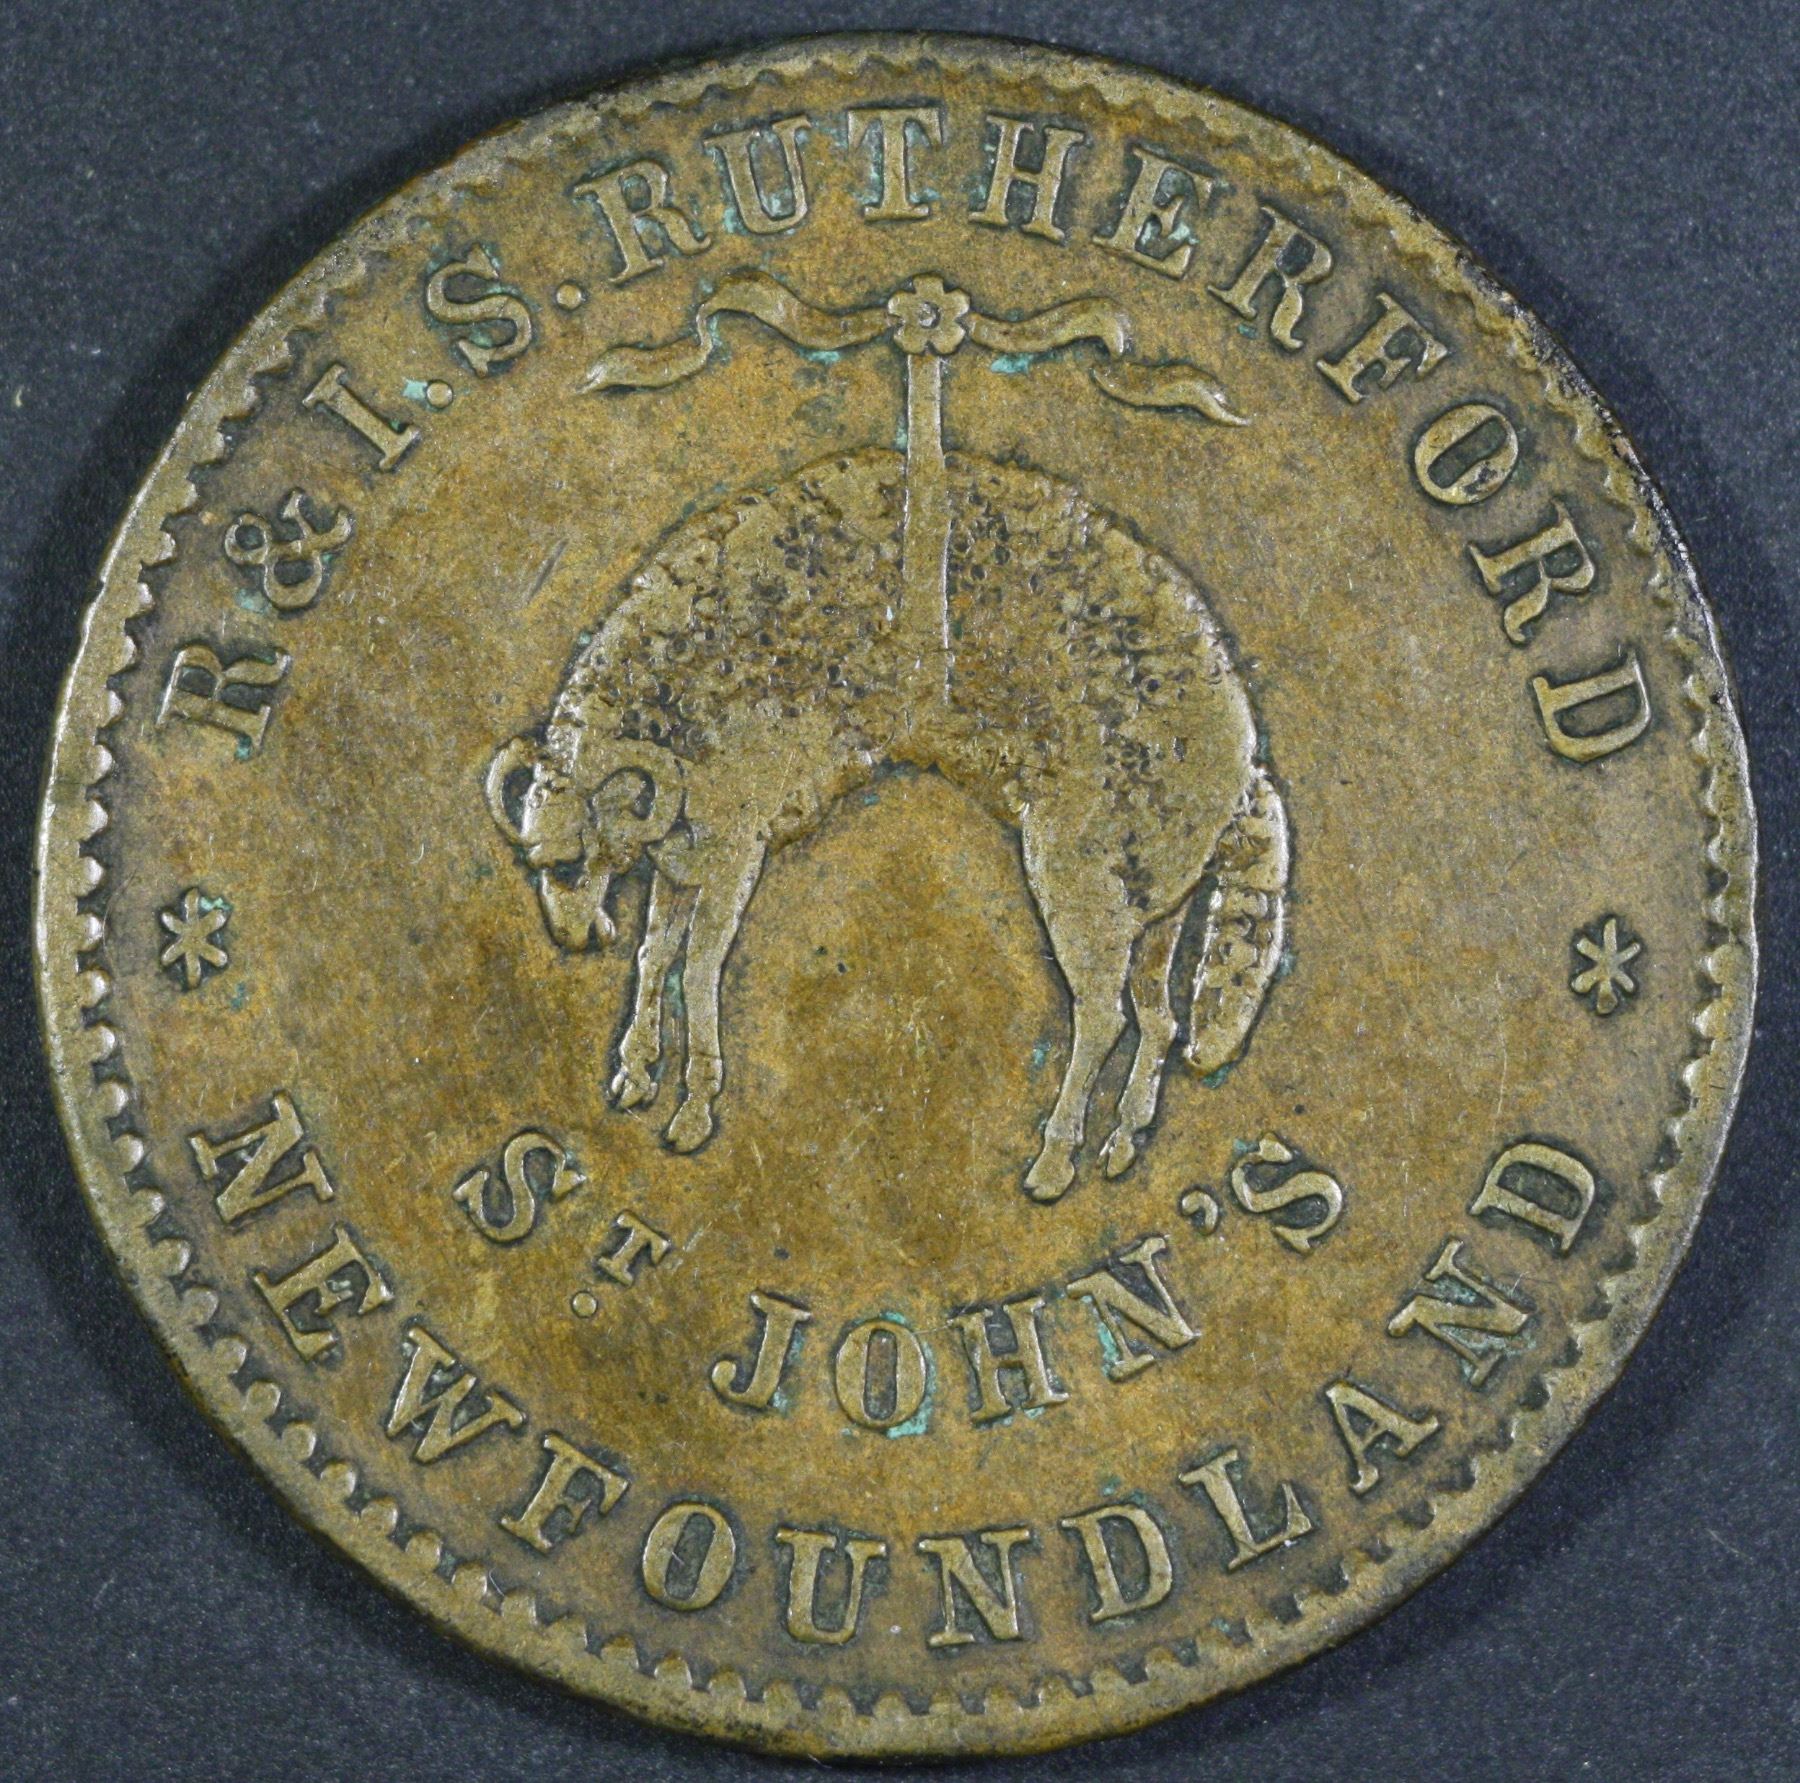 R & I. S. RUTHERFORD
ST. JOHN'S
* NEWFOUNDLAND *